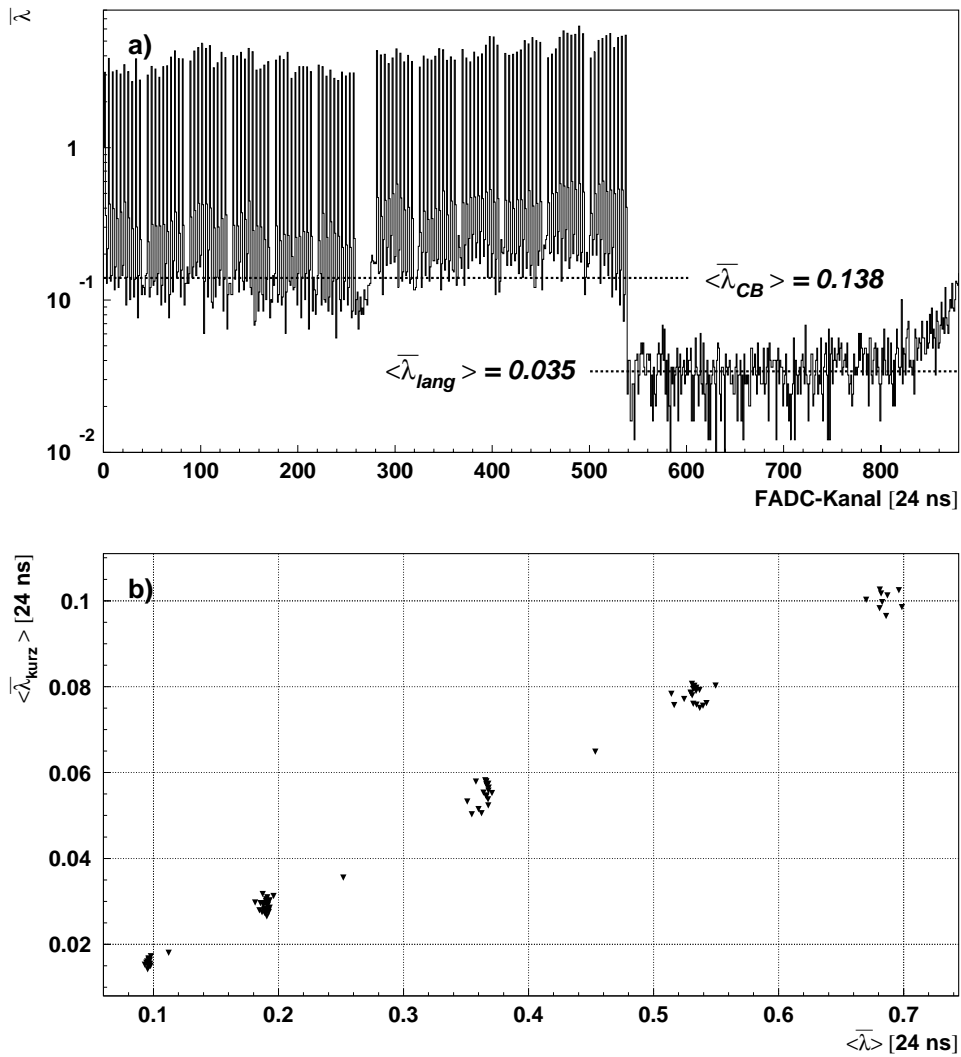 λ̅
a)
1
10 -1
10 -2
<λ̅CB > = 0.138
<λ̅lang> = 0.035
0 100 200 300 400 500 600 700 800
FADC-Kanal [24 ns]
<λ̅kurz > [24 ns]
b)
0.1
0.08
0.06
0.04
0.02
0.1 0.2 0.3 0.4 0.5 0.6 0.7
<λ̅> [24 ns]